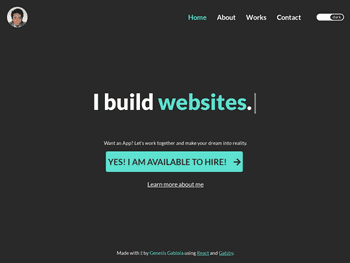 Home About Works Contact dark
I build websites.
Want an App? Let's work together and make your dream into reality.
YES! I AM AVAILABLE TO HIRE! →
Learn more about me
Made with by Genesis Gabiola using React and Gatsby.